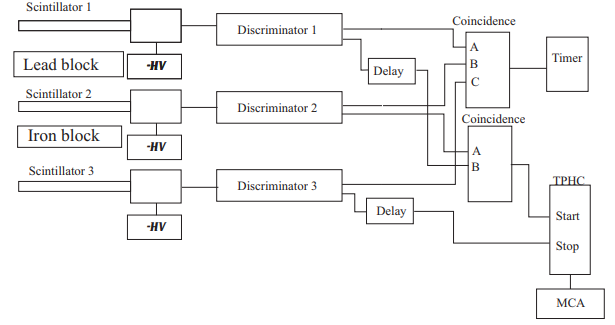 Scintillator 1
Discriminator 1
Coincidence
A
B
C
Timer
Lead block
-HV
Delay
Scintillator 2
Discriminator 2
Coincidence
A
B
Iron block
-HV
Scintillator 3
Discriminator 3
TPHC
Start
Stop
Delay
-HV
MCA